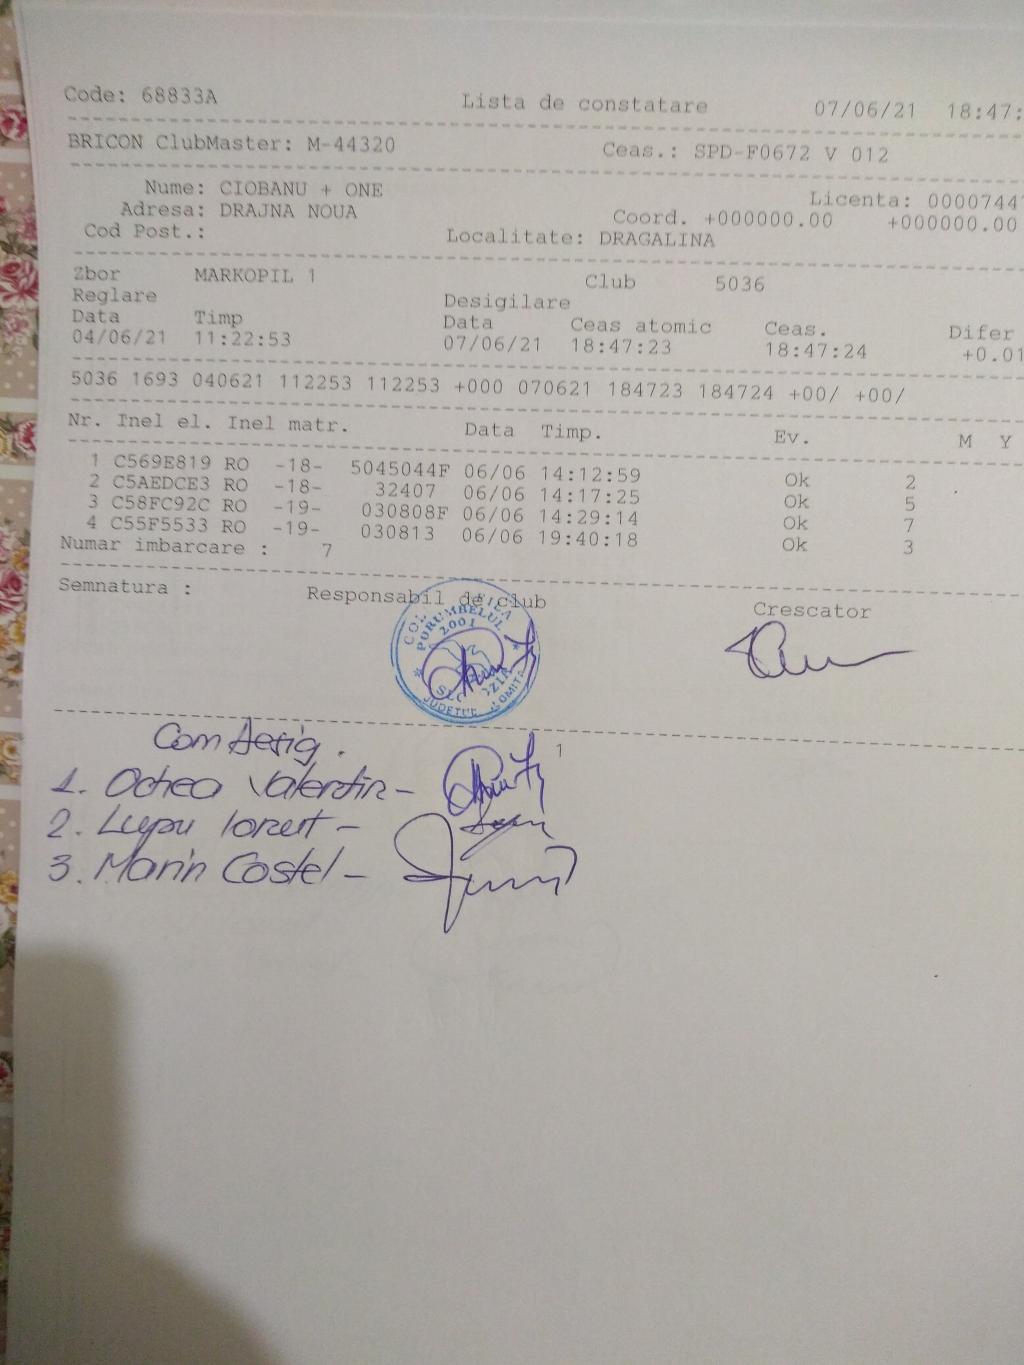 Code: 68833A Lista de constatare 07/06/21 18:47:
BRICON ClubMaster: M-44320 Ceas.: SPD-F0672 V 012
Nume: CIOBANU + ONE Licenta: 0000744
Adresa: DRAJNA NOUA Coord. +000000.00 +000000.00
Cod Post.: Localitate: DRAGALINA
Zbor MARKOPIL 1 Club 5036
Reglare Desigilare
Data Timp Data Ceas atomic Ceas. Difer
04/06/21 11:22:53 07/06/21 18:47:23 18:47:24 +0.01
5036 1693 040621 112253 112253 +000 070621 184723 184724 +00/ +00/
Nr. Inel el. Inel matr. Data Timp. Ev. M Y
1 C569E819 RO -18- 5045044F 06/06 14:12:59 Ok 2
2 C5AEDCE3 RO -18- 32407 06/06 14:17:25 Ok 5
3 C58FC92C RO -19- 030808F 06/06 14:29:14 Ok 7
4 C55F5533 RO -19- 030813 06/06 19:40:18 Ok 3
Numar imbarcare : 7
Semnatura : Responsabil de club Crescator
PORUMBELUL
2001
JUDETUL
1
Com desig.
1. Ochea Valentin -
2. Lupu Ionut -
3. Marin Costel -